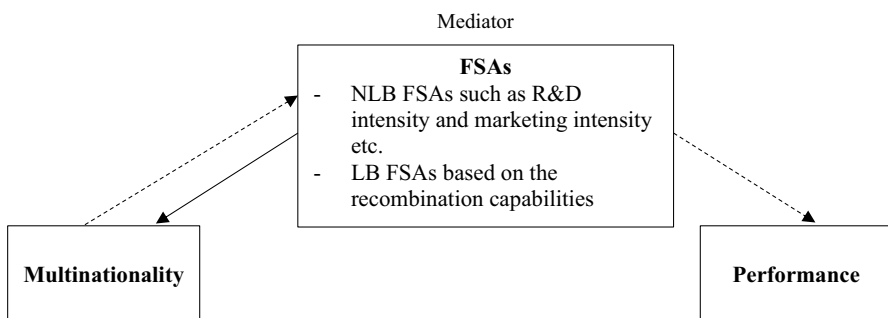 Mediator
FSAs
- NLB FSAs such as R&D
intensity and marketing intensity
etc.
- LB FSAs based on the
recombination capabilities
Multinationality
Performance